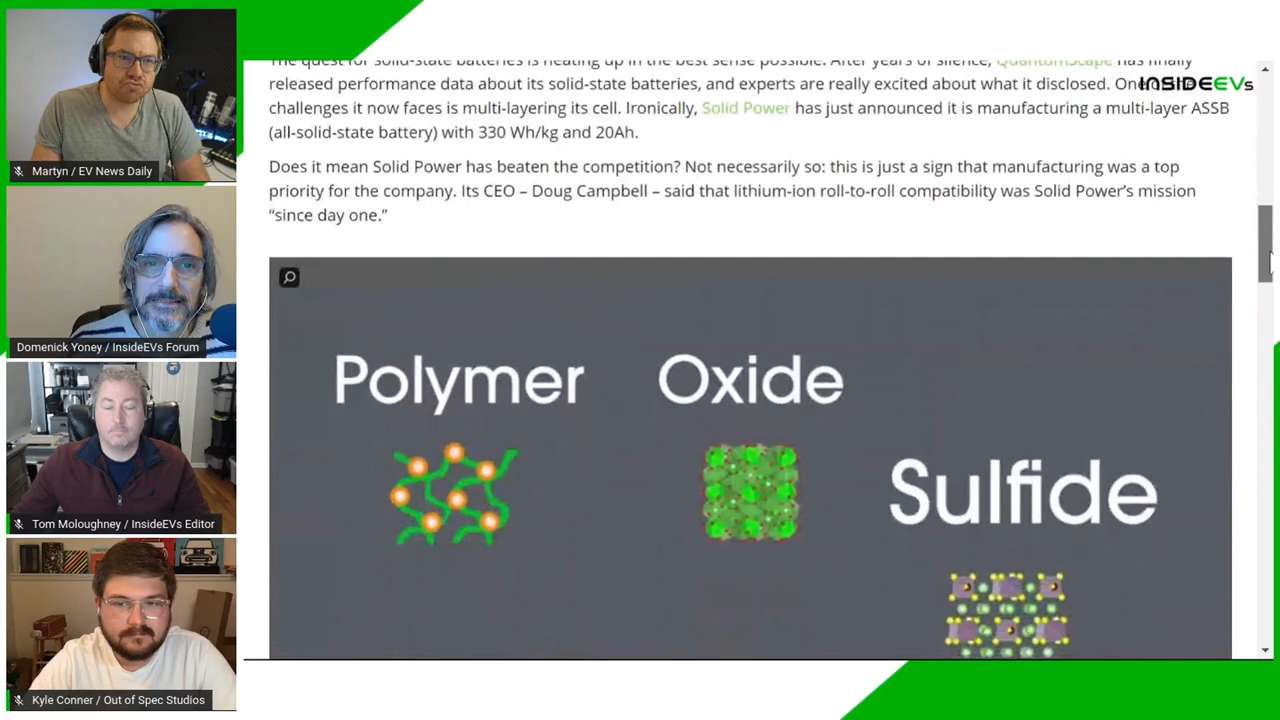 Martyn / EV News Daily
Domenick Yoney / InsideEVs Forum
Tom Moloughney / InsideEVs Editor
Kyle Conner / Out of Spec Studios
The quest for solid-state batteries is heating up in the best sense possible. After years of silence, QuantumScape has finally
released performance data about its solid-state batteries, and experts are really excited about what it disclosed. One
challenges it now faces is multi-layering its cell. Ironically, Solid Power has just announced it is manufacturing a multi-layer ASSB
(all-solid-state battery) with 330 Wh/kg and 20Ah.
INSIDEEVs
Does it mean Solid Power has beaten the competition? Not necessarily so: this is just a sign that manufacturing was a top
priority for the company. Its CEO – Doug Campbell – said that lithium-ion roll-to-roll compatibility was Solid Power’s mission
“since day one.”
Polymer
Oxide
Sulfide